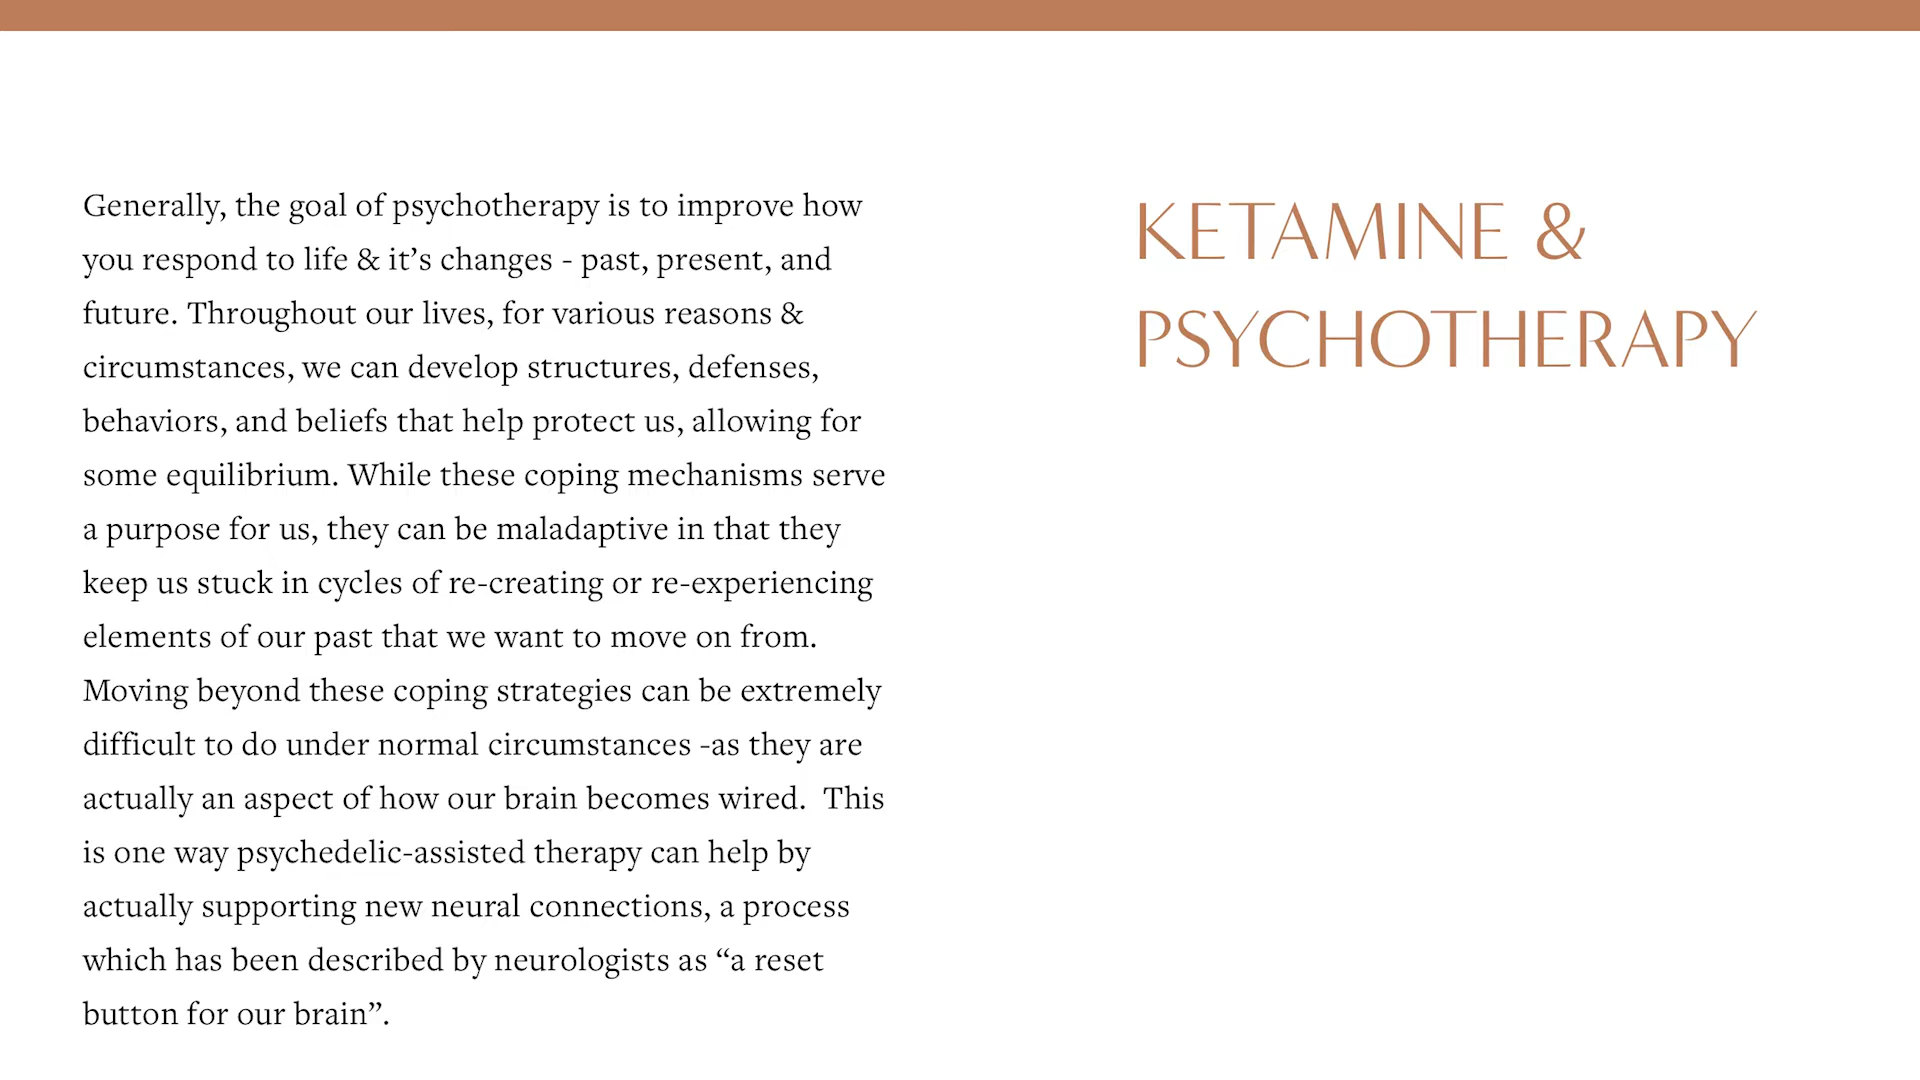 Generally, the goal of psychotherapy is to improve how
you respond to life & it’s changes - past, present, and
future. Throughout our lives, for various reasons &
circumstances, we can develop structures, defenses,
behaviors, and beliefs that help protect us, allowing for
some equilibrium. While these coping mechanisms serve
a purpose for us, they can be maladaptive in that they
keep us stuck in cycles of re-creating or re-experiencing
elements of our past that we want to move on from.
Moving beyond these coping strategies can be extremely
difficult to do under normal circumstances -as they are
actually an aspect of how our brain becomes wired.  This
is one way psychedelic-assisted therapy can help by
actually supporting new neural connections, a process
which has been described by neurologists as “a reset
button for our brain”.
KETAMINE &
PSYCHOTHERAPY